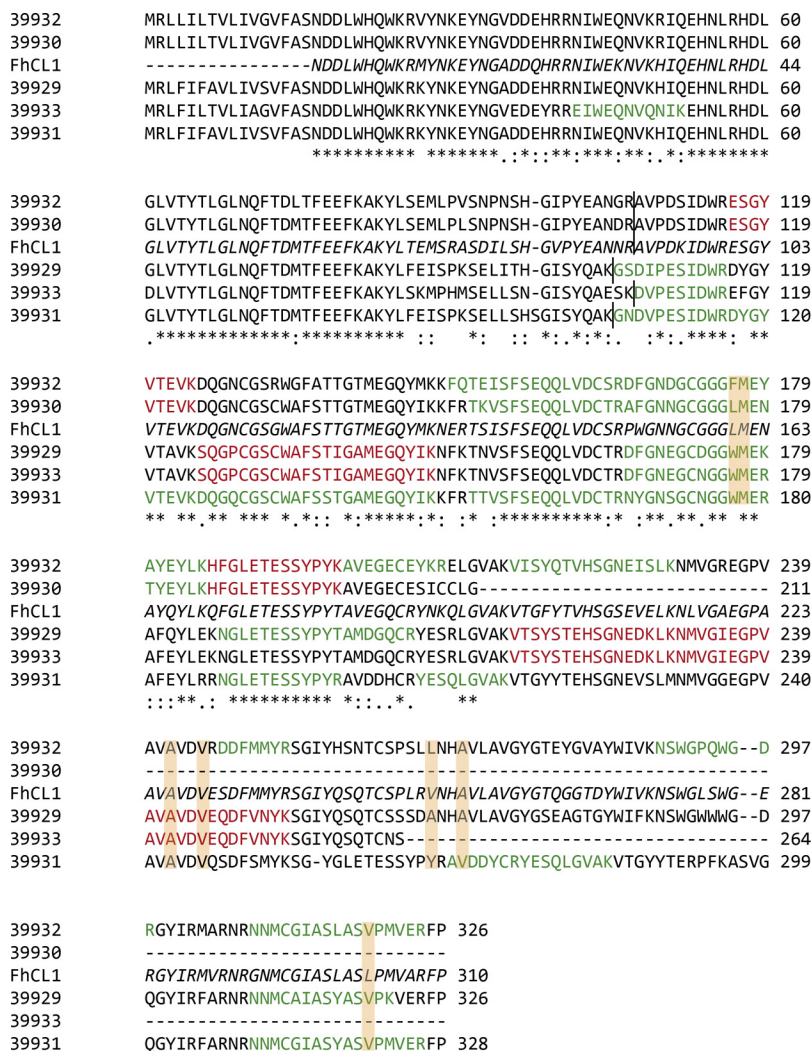 39932 MRLLILTVLIVGVFASNDDLWHQWKRVYNKEYNGVDDEHRRNIWEQNVKRIQEHNLRHDL 60
39930 MRLLILTVLIVGVFASNDDLWHQWKRVYNKEYNGVDDEHRRNIWEQNVKRIQEHNLRHDL 60
FhCL1 ----------------NDDLWHQWKRMYNKEYNGADDQHRRNIWEKNVKHIQEHNLRHDL 44
39929 MRLFIFAVLIVSVFASNDDLWHQWKRKYNKEYNGADDEHRRNIWEQNVKRIQEHNLRHDL 60
39933 MRLFILAVLIAGVFASNDDLWHQWKRKYNKEYNGVEDEYRREIWEQNVQNIKEHNLRHDL 60
39931 MRLFIFAVLIVSVFASNDDLWHQWKRKYNKEYNGADDEHRRNIWEQNVKRIQEHNLRHDL 60
********** *******.:*::**:***:**:.*:********
39932 GLVTYTLGLNQFTDLTFEEFKAKYLSEMLPVSNPNSH-GIPYEANGRAVPDSIDWRESGY 119
39930 GLVTYTLGLNQFTDMTFEEFKAKYLSEMLPVSNPNSH-GIPYEANDRAVPDSIDWRESGY 119
FhCL1 GLVTYTLGLNQFTDMTFEEFKAKYLTEMSRASDILSH-GVPYEANNRAVPDKIDWRESGY 103
39929 GLVTYTLGLNQFTDMTFEEFKAKYLFEISPKSELITH-GISYQAKGSDIPESIDWRDYGY 119
39933 DLVTYTLGLNQFTDMTFEEFKAKYLSKMPHMSELLSN-GISYQAESKDVPESIDWREFGY 119
39931 GLVTYTLGLNQFTDMTFEEFKAKYLFEISPKSELLSHSGISYQAKGNDVPESIDWRDYGY 120
.*************:********** :: *: :: *:.*:*:. :*:.****: **
39932 VTEVKDQGNCGSRWGFATTGTMEGQYMKKFQTEISFSEQQLVDCSRDFGNDGCGGGFMEY 179
39930 VTEVKDQGNCGSCWAFSTTGTMEGQYMKKFRTKVSFSEQQLVDCTRAFGNNGCGGGLMEN 179
FhCL1 VTEVKDQGNCGSGWAFSTTGTMEGQYMKNERTSISFSEQQLVDCSRPWGNNGCGGGLMEN 163
39929 VTAVKSQGPCGSCWAFSTIGAMEGQYIKNFKTNVSFSEQQLVDCTRDFGNEGCDGGWMEK 179
39933 VTAVKSQGPCGSCWAFSTIGAMEGQYIKNFKTNVSFSEQQLVDCTRDFGNEGCNGGWMER 179
39931 VTEVKDQGQCGSCWAFSSTGAMEGQYIKKFRTTVSFSEQQLVDCTRNYGNSGCNGGWMER 180
** **.** *** *.*:: *:*****:*: :* :**********:* :**.**.** **
39932 AYEYLKHFGLETESSYPYKAVEGECEYKRELGVAKVISYQTVHSGNEISLKNMVGREGPV 239
39930 TYEYLKHFGLETESSYPYKAVEGECESICCLG---------------------------- 211
FhCL1 AYQYLKQFGLETESSYPYTAVEGQCRYNKQLGVAKVTGFYTVHSGSEVELKNLVGAEGPA 223
39929 AFQYLEKNGLETESSYPYTAMDGQCRYESRLGVAKVTSYSTEHSGNEDKLKNMVGIEGPV 239
39933 AFEYLEKNGLETESSYPYTAMDGQCRYESRLGVAKVTSYSTEHSGNEDKLKNMVGIEGPV 239
39931 AFEYLRRNGLETESSYPYRAVDDHCRYESQLGVAKVTGYYTEHSGNEVSLMNMVGGEGPV 240
:::**.: ********** *::..*. **
39932 AVAVDVRDDFMMYRSGIYHSNTCSPSLLNHAVLAVGYGTEYGVAYWIVKNSWGPQWG--D 297
39930 ------------------------------------------------------------
FhCL1 AVAVDVESDFMMYRSGIYQSQTCSPLRVNHAVLAVGYGTQGGTDYWIVKNSWGLSWG--E 281
39929 AVAVDVEQDFVNYKSGIYQSQTCSSSDANHAVLAVGYGSEAGTGYWIFKNSWGWWWG--D 297
39933 AVAVDVEQDFVNYKSGIYQSQTCNS----------------------------------- 264
39931 AVAVDVQSDFSMYKSG-YGLETESSYPYRAVDDYCRYESQLGVAKVTGYYTERPFKASVG 299
39932 RGYIRMARNRNNMCGIASLASVPMVERFP 326
39930 -----------------------------
FhCL1 RGYIRMVRNRGNMCGIASLASLPMVARFP 310
39929 QGYIRFARNRNNMCAIASYASVPKVERFP 326
39933 -----------------------------
39931 QGYIRFARNRNNMCGIASYASVPMVERFP 328